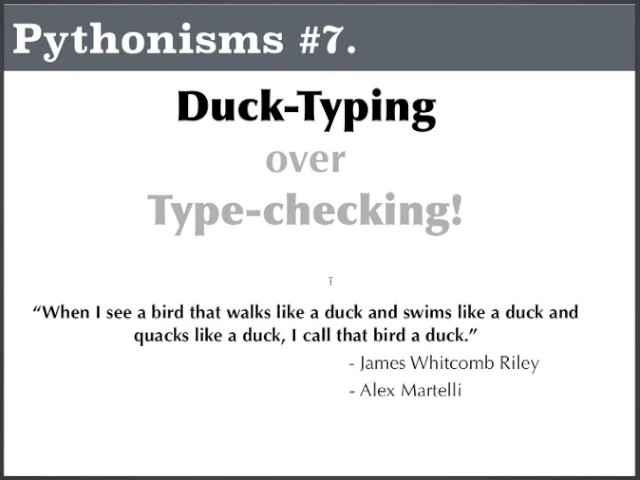 Pythonisms #7.
Duck-Typing
over
Type-checking!
“When I see a bird that walks like a duck and swims like a duck and
quacks like a duck, I call that bird a duck.”
- James Whitcomb Riley
- Alex Martelli